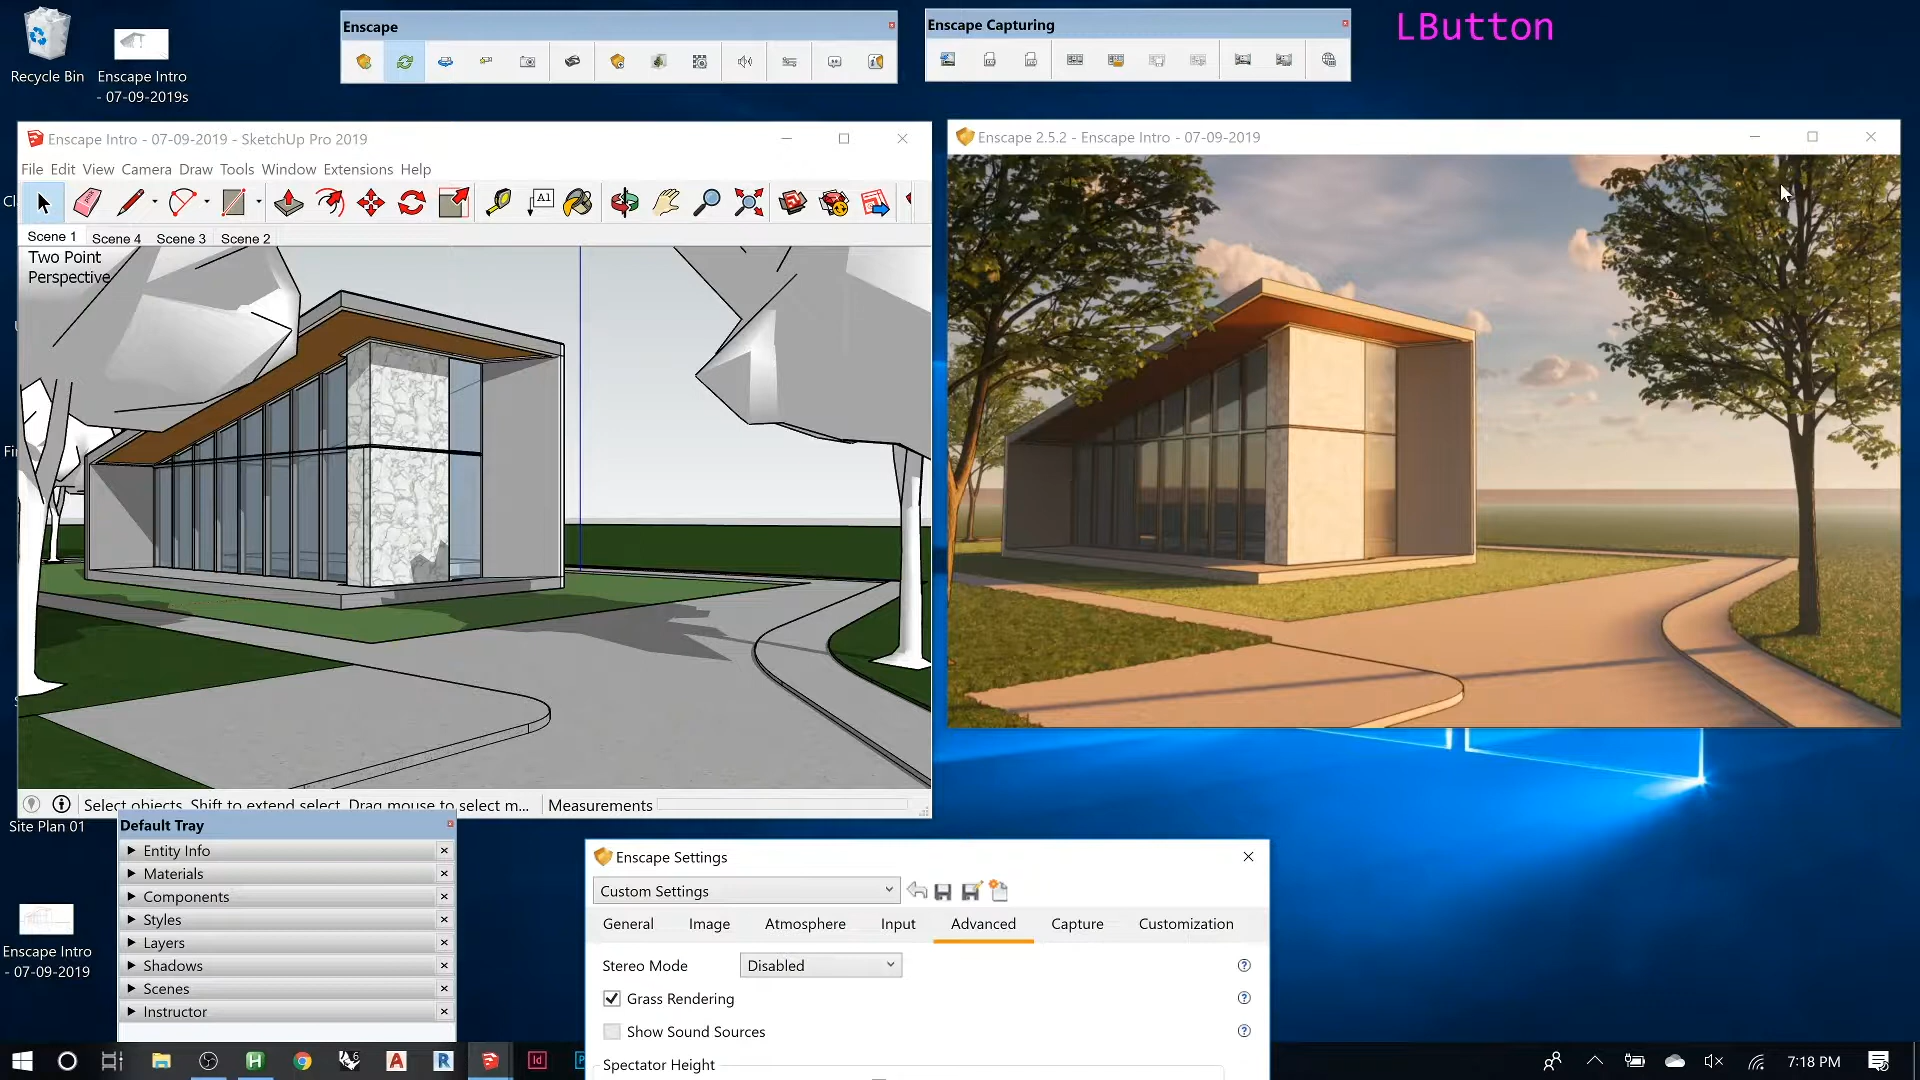 Enscape
Enscape Capturing
LButton
Recycle Bin
Enscape Intro
- 07-09-2019s
Enscape Intro - 07-09-2019 - SketchUp Pro 2019
File Edit View Camera Draw Tools Window Extensions Help
A1
Scene 1 Scene 4 Scene 3 Scene 2
Two Point
Perspective
Enscape 2.5.2 - Enscape Intro - 07-09-2019
Select objects. Shift to extend select. Drag mouse to select m...
Measurements
Site Plan 01
Default Tray
Entity Info
Materials
Components
Styles
Layers
Shadows
Scenes
Instructor
Enscape Intro
- 07-09-2019
Enscape Settings
Custom Settings
General Image Atmosphere Input Advanced Capture Customization
Stereo Mode Disabled
Grass Rendering
Show Sound Sources
Spectator Height
7:18 PM